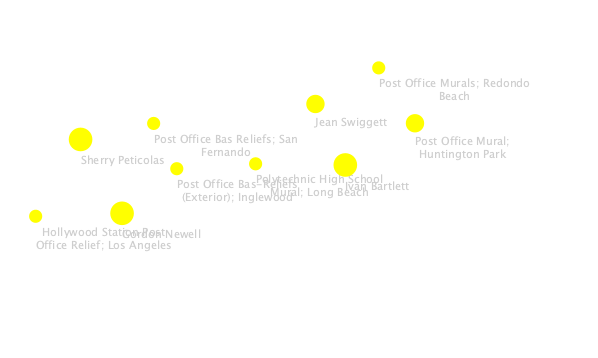 Post Office Murals; Redondo
Beach
Jean Swiggett
Post Office Bas Reliefs; San
Fernando
Post Office Mural;
Huntington Park
Sherry Peticolas
Polytechnic High School
Mural; Long Beach
Ivan Bartlett
Post Office Bas-Reliefs
(Exterior); Inglewood
Hollywood Station Post
Office Relief; Los Angeles
Gordon Newell